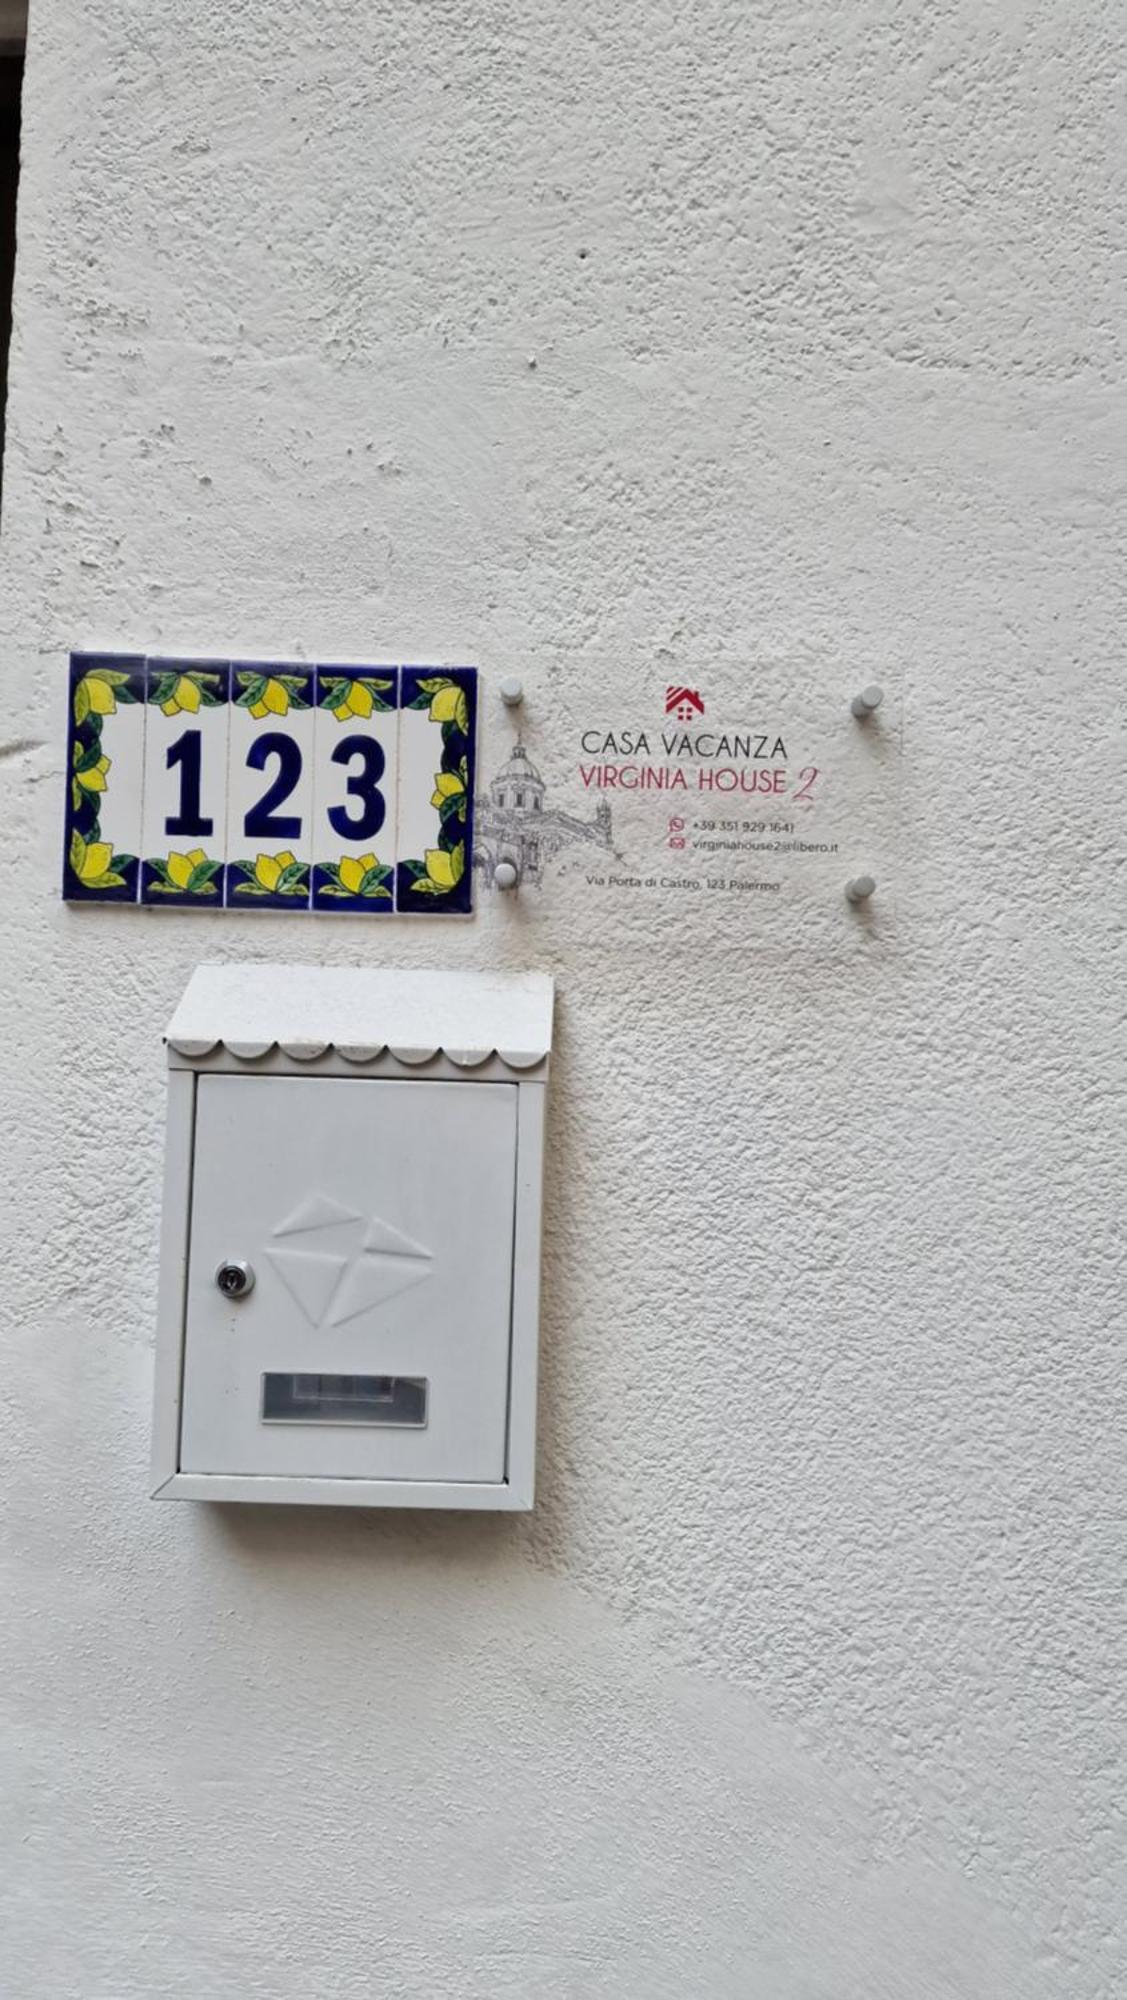 123
CASA VACANZA
VIRGINIA HOUSE 2
+39 351 929 1641
virginiahouse2@libero.it
Via Porta di Castro, 123 Palermo